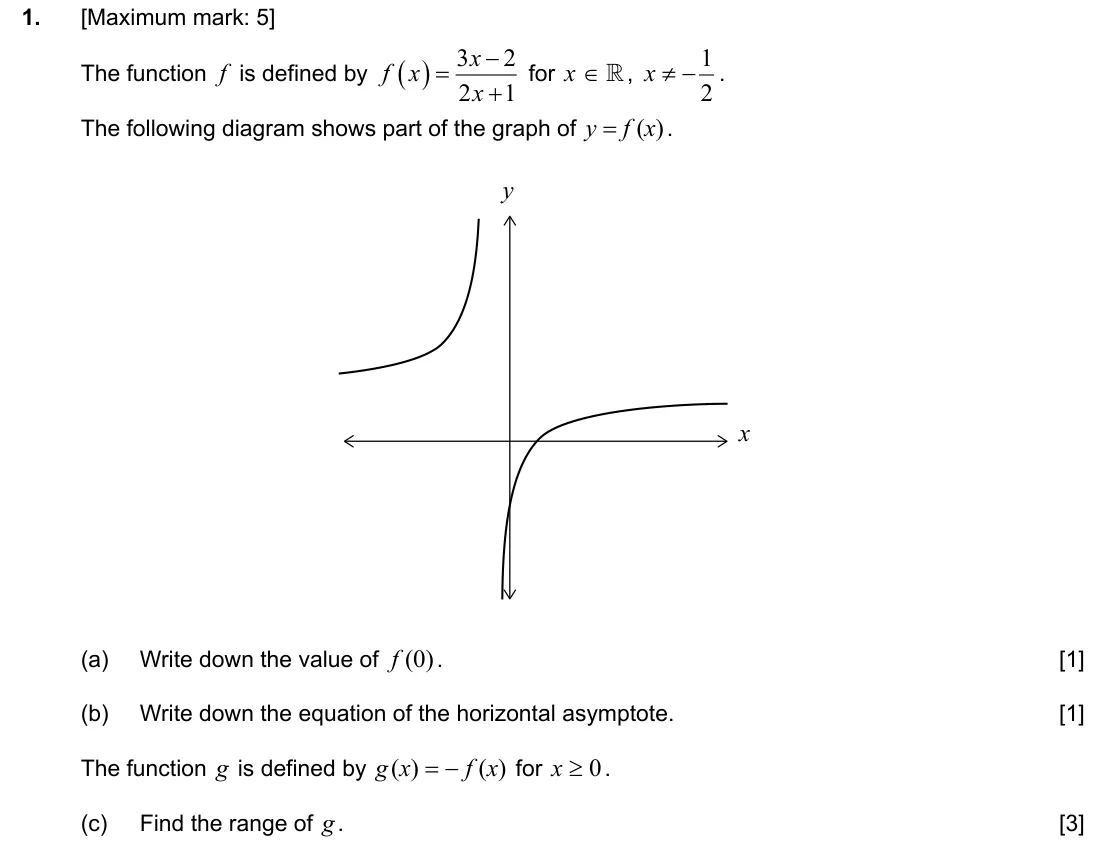 1. [Maximum mark: 5]
The function f is defined by f(x) = (3x − 2)/(2x + 1) for x ∈ ℝ, x ≠ −1/2.
The following diagram shows part of the graph of y = f(x).
y
x
(a) Write down the value of f(0). [1]
(b) Write down the equation of the horizontal asymptote. [1]
The function g is defined by g(x) = −f(x) for x ≥ 0.
(c) Find the range of g. [3]